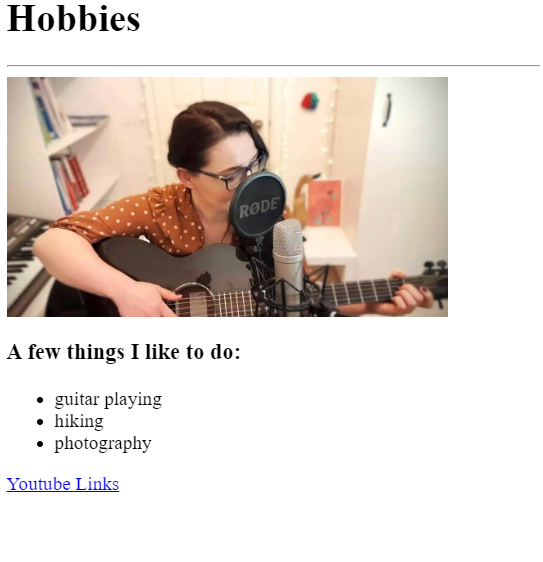 Hobbies
RØDE
A few things I like to do:
guitar playing
hiking
photography
Youtube Links